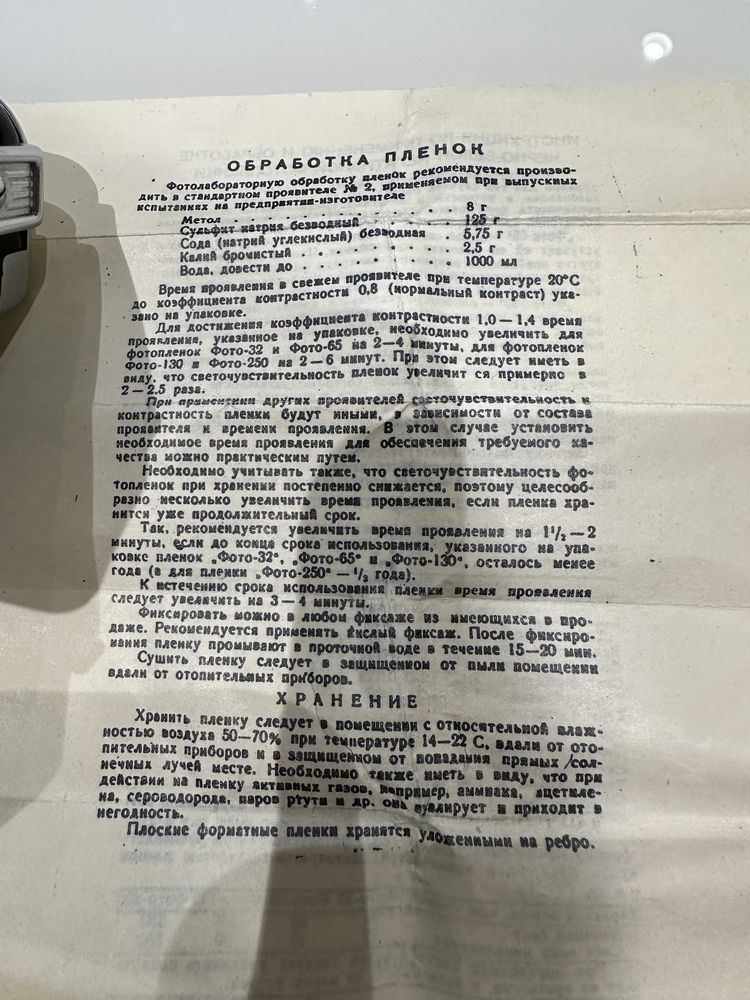 ОБРАБОТКА ПЛЕНОК
Фотолабораторную обработку пленок рекомендуется произво-
дить в стандартном проявителе № 2, применяемом при выпускных
испытаниях на предприятии-изготовителе
Метол . . . . . . . . 8 г
Сульфит натрия безводный . . . . 125 г
Сода (натрий углекислый) безводная . 5,75 г
Калий бромистый . . . . . . . 2,5 г
Вода, довести до . . . . . . . 1000 мл
Время проявления в свежем проявителе при температуре 20°С
до коэффициента контрастности 0,8 (нормальный контраст) ука-
зано на упаковке.
Для достижения коэффициента контрастности 1,0—1,4 время
проявления, указанное на упаковке, необходимо увеличить для
фотопленок Фото-32 и Фото-65 на 2—4 минуты, для фотопленок
Фото-130 и Фото-250 на 2—6 минут. При этом следует иметь в
виду, что светочувствительность пленок увеличит ся примерно в
2—2,5 раза.
При применении других проявителей светочувствительность и
контрастность пленки будут иными, в зависимости от состава
проявителя и времени проявления. В этом случае установить
необходимое время проявления для обеспечения требуемого ка-
чества можно практическим путем.
Необходимо учитывать также, что светочувствительность фо-
топленок при хранении постепенно снижается, поэтому целесооб-
разно несколько увеличить время проявления, если пленка хра-
нится уже продолжительный срок.
Так, рекомендуется увеличить время проявления на 1 1/2—2
минуты, если до конца срока использования, указанного на упа-
ковке пленок „Фото-32“, „Фото-65“ и „Фото-130“, осталось менее
года (а для пленки „Фото-250“ — 1/2 года).
К истечению срока использования пленки время проявления
следует увеличить на 3—4 минуты.
Фиксировать можно в любом фиксаже из имеющихся в про-
даже. Рекомендуется применять кислый фиксаж. После фиксиро-
вания пленку промывают в проточной воде в течение 15—20 мин.
Сушить пленку следует в защищенном от пыли помещении
вдали от отопительных приборов.
ХРАНЕНИЕ
Хранить пленку следует в помещении с относительной влаж-
ностью воздуха 50—70% при температуре 14—22 С, вдали от ото-
пительных приборов и в защищенном от попадания прямых сол-
нечных лучей месте. Необходимо также иметь в виду, что при
действии на пленку активных газов, например, аммиака, ацетиле-
на, сероводорода, паров ртути и др. она вуалирует и приходит в
негодность.
Плоские форматные пленки хранятся уложенными на ребро.